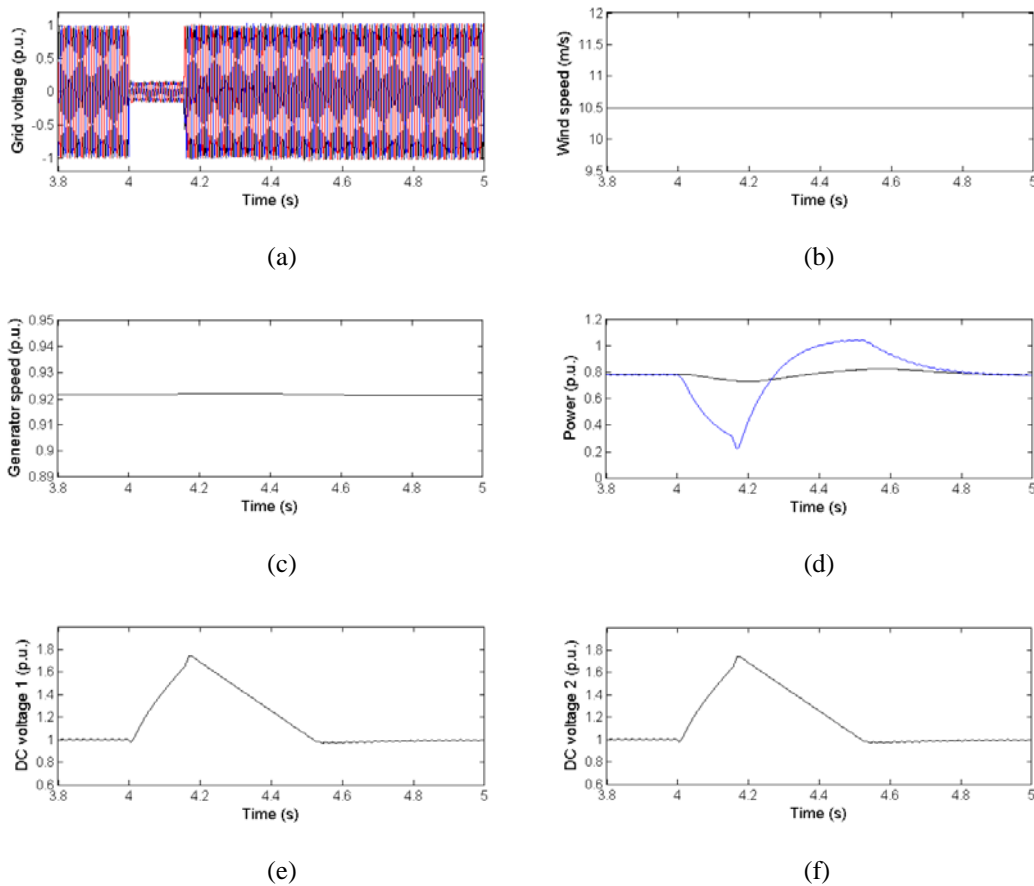 Grid voltage (p.u.)
1
0.5
0
-0.5
-1
3.8 4 4.2 4.4 4.6 4.8 5
Time (s)
(a)
Wind speed (m/s)
12
11.5
11
10.5
10
9.5
3.8 4 4.2 4.4 4.6 4.8 5
Time (s)
(b)
Generator speed (p.u.)
0.95
0.94
0.93
0.92
0.91
0.9
0.89
3.8 4 4.2 4.4 4.6 4.8 5
Time (s)
(c)
Power (p.u.)
1.2
1
0.8
0.6
0.4
0.2
0
3.8 4 4.2 4.4 4.6 4.8 5
Time (s)
(d)
DC voltage 1 (p.u.)
1.8
1.6
1.4
1.2
1
0.8
0.6
3.8 4 4.2 4.4 4.6 4.8 5
Time (s)
(e)
DC voltage 2 (p.u.)
1.8
1.6
1.4
1.2
1
0.8
0.6
3.8 4 4.2 4.4 4.6 4.8 5
Time (s)
(f)